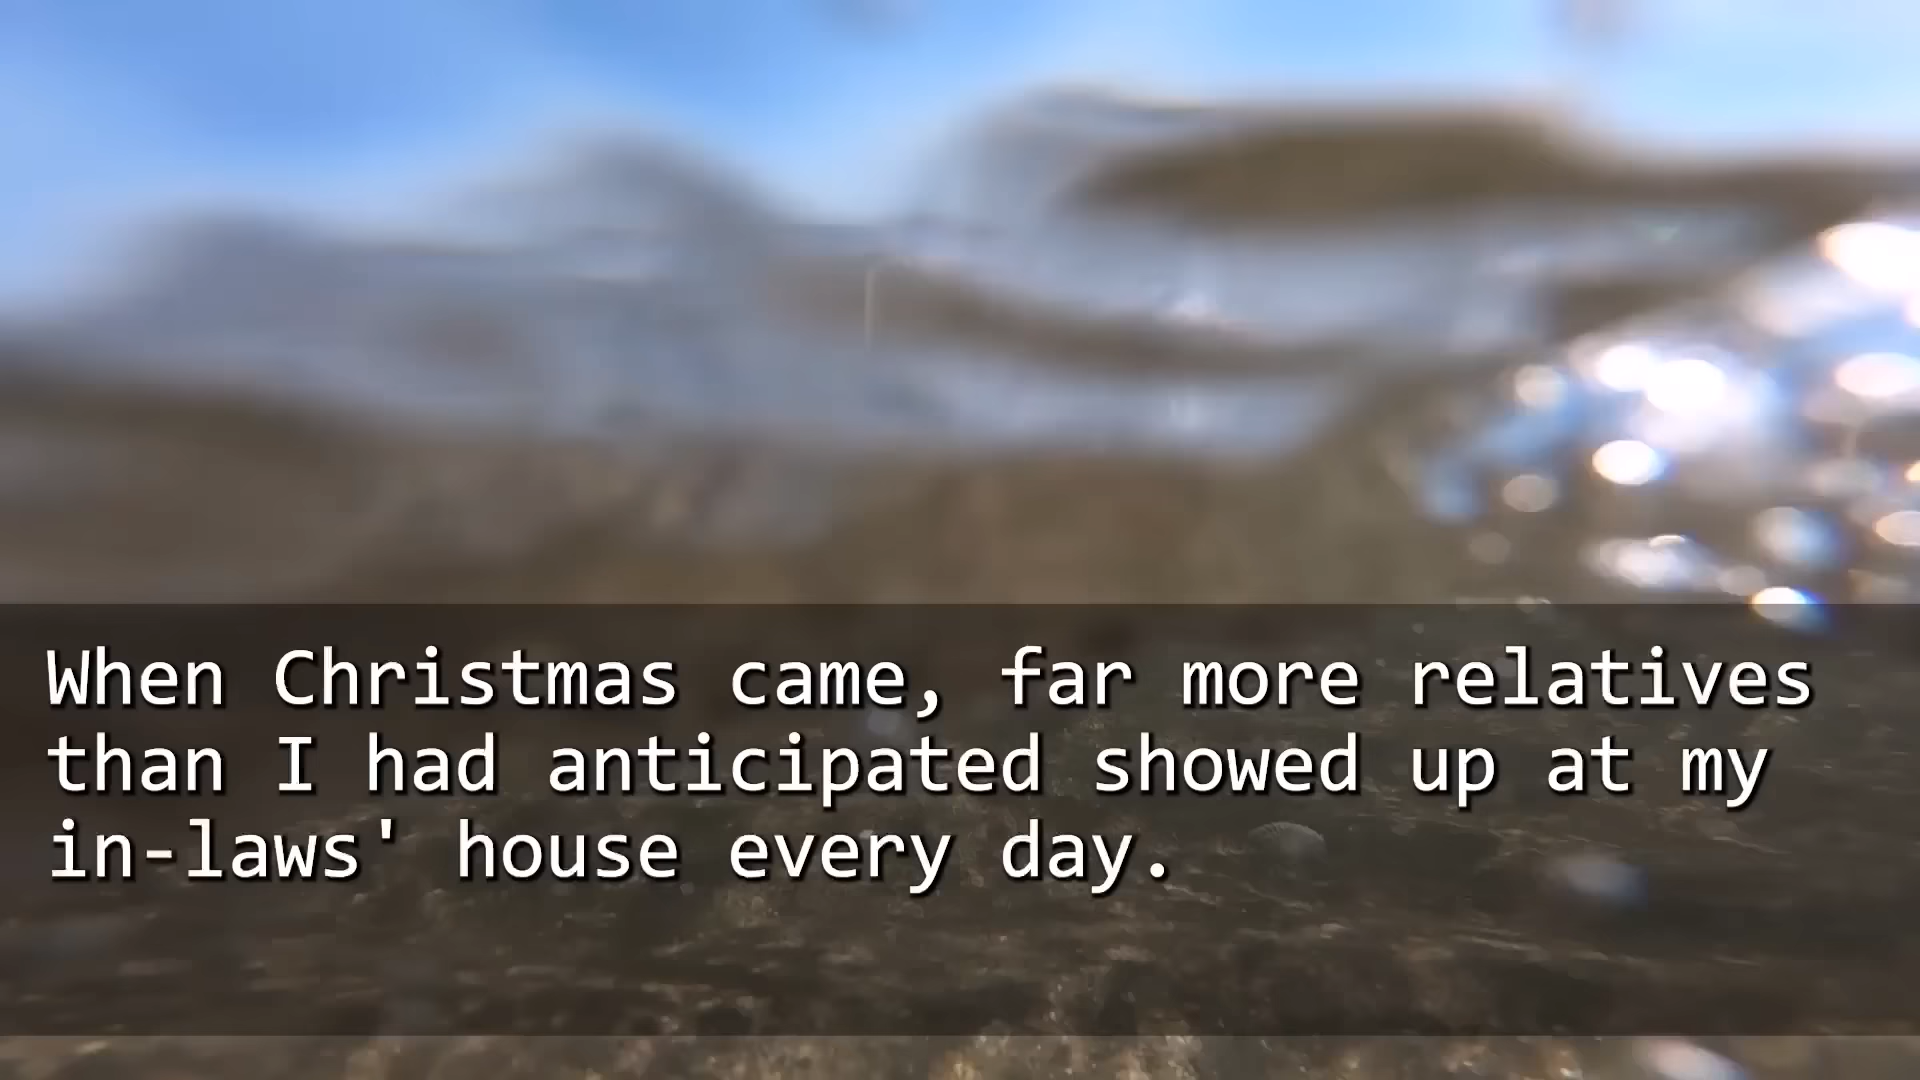 When Christmas came, far more relatives
than I had anticipated showed up at my
in-laws' house every day.